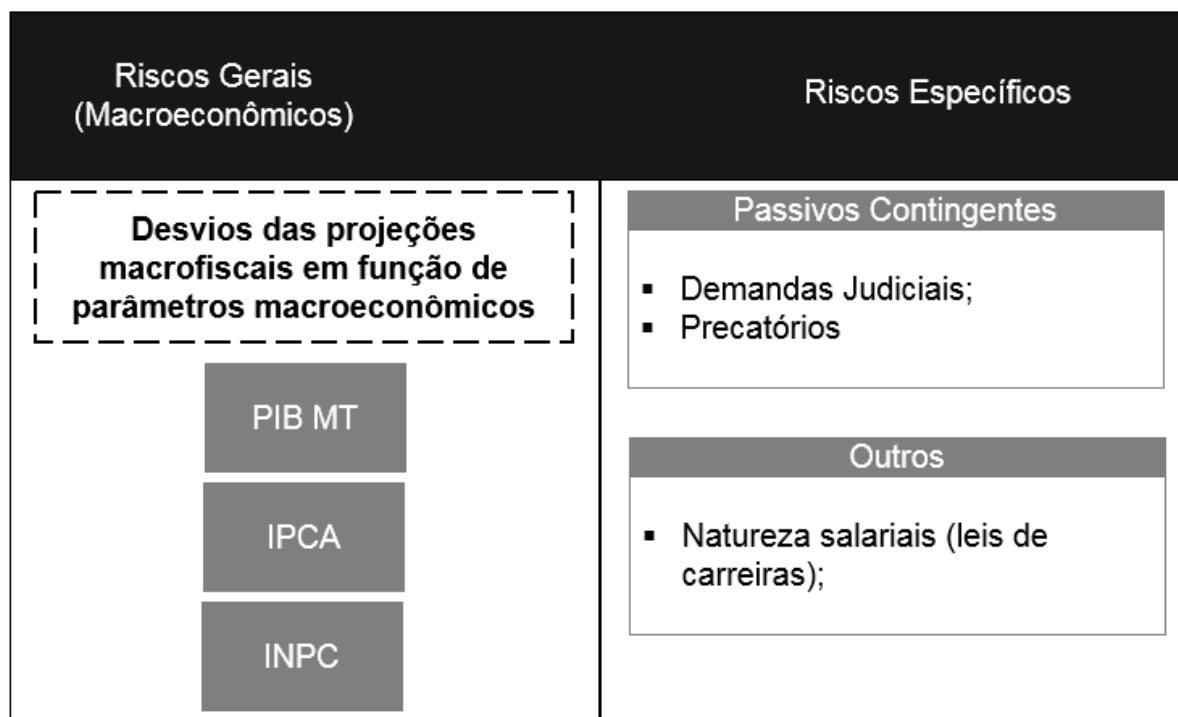 Riscos Gerais
(Macroeconômicos)
Riscos Específicos
Desvios das projeções
macrofiscais em função de
parâmetros macroeconômicos
PIB MT
IPCA
INPC
Passivos Contingentes
▪ Demandas Judiciais;
▪ Precatórios
Outros
▪ Natureza salariais (leis de
carreiras);